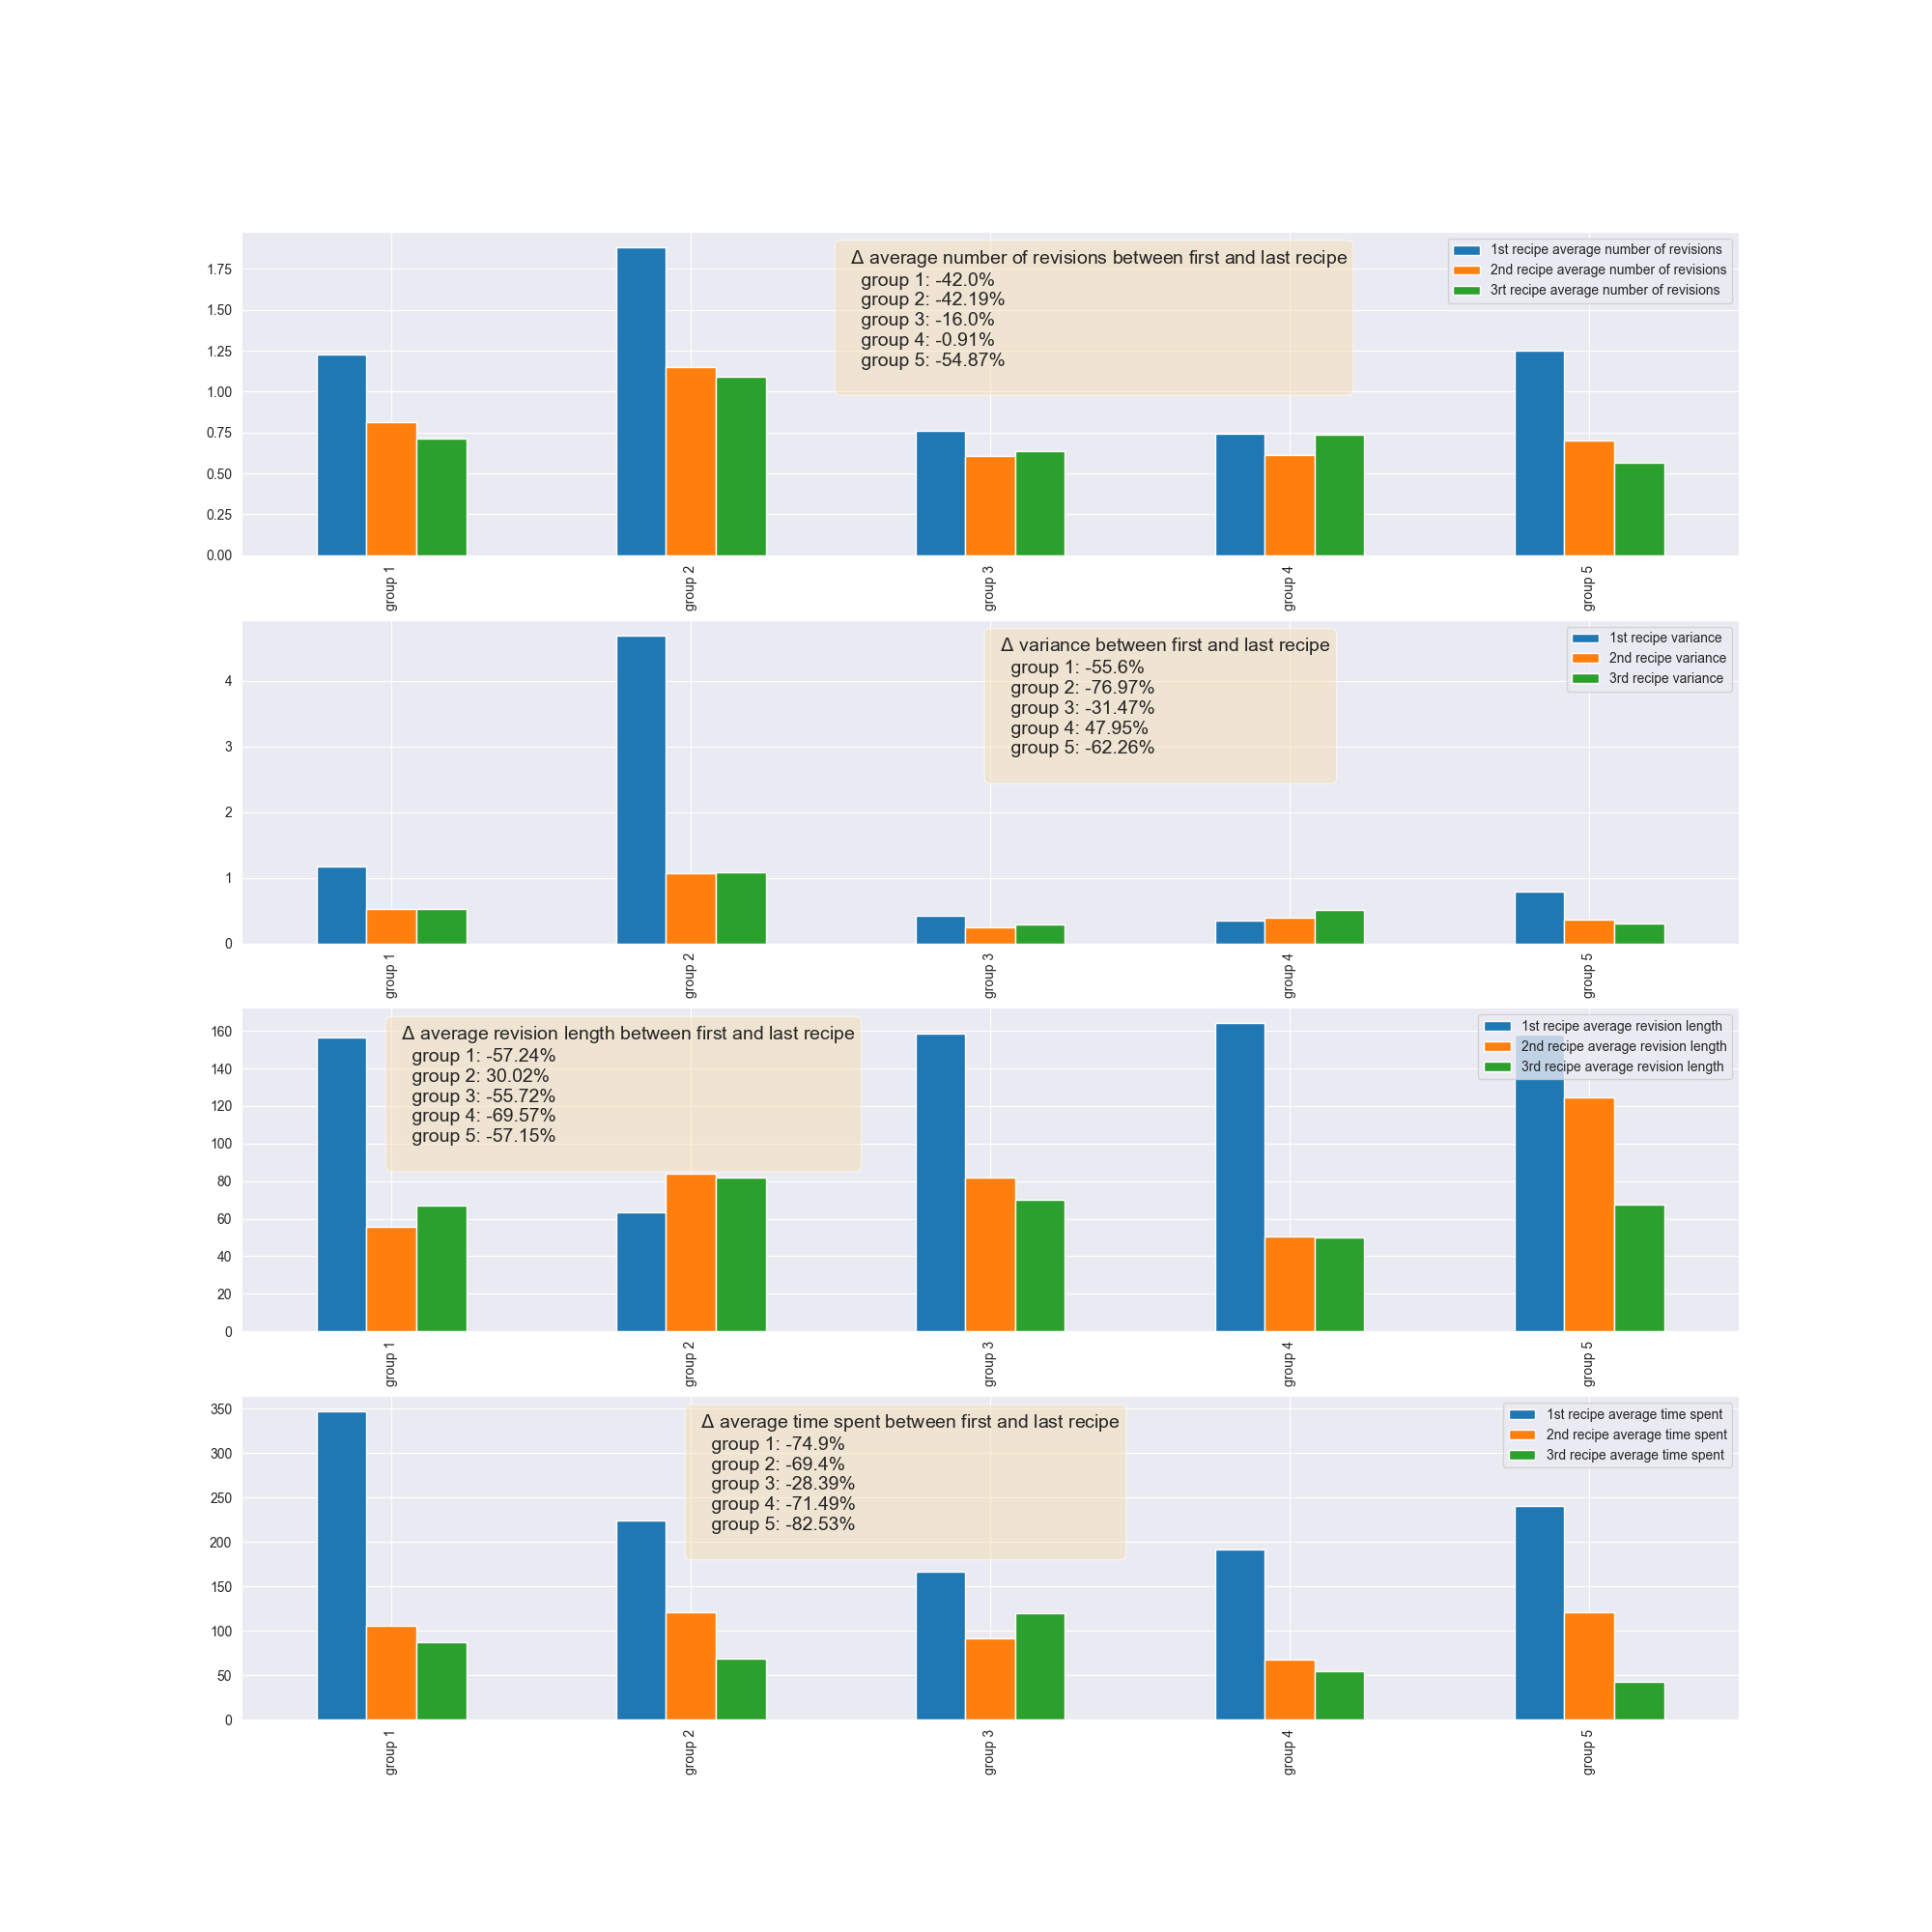 1.75
1.50
1.25
1.00
0.75
0.50
0.25
0.00
Δ average number of revisions between first and last recipe
group 1: -42.0%
group 2: -42.19%
group 3: -16.0%
group 4: -0.91%
group 5: -54.87%
1st recipe average number of revisions
2nd recipe average number of revisions
3rt recipe average number of revisions
group 1
group 2
group 3
group 4
group 5
4
3
2
1
0
Δ variance between first and last recipe
group 1: -55.6%
group 2: -76.97%
group 3: -31.47%
group 4: 47.95%
group 5: -62.26%
1st recipe variance
2nd recipe variance
3rd recipe variance
group 1
group 2
group 3
group 4
group 5
160
140
120
100
80
60
40
20
0
Δ average revision length between first and last recipe
group 1: -57.24%
group 2: 30.02%
group 3: -55.72%
group 4: -69.57%
group 5: -57.15%
1st recipe average revision length
2nd recipe average revision length
3rd recipe average revision length
group 1
group 2
group 3
group 4
group 5
350
300
250
200
150
100
50
0
Δ average time spent between first and last recipe
group 1: -74.9%
group 2: -69.4%
group 3: -28.39%
group 4: -71.49%
group 5: -82.53%
1st recipe average time spent
2nd recipe average time spent
3rd recipe average time spent
group 1
group 2
group 3
group 4
group 5